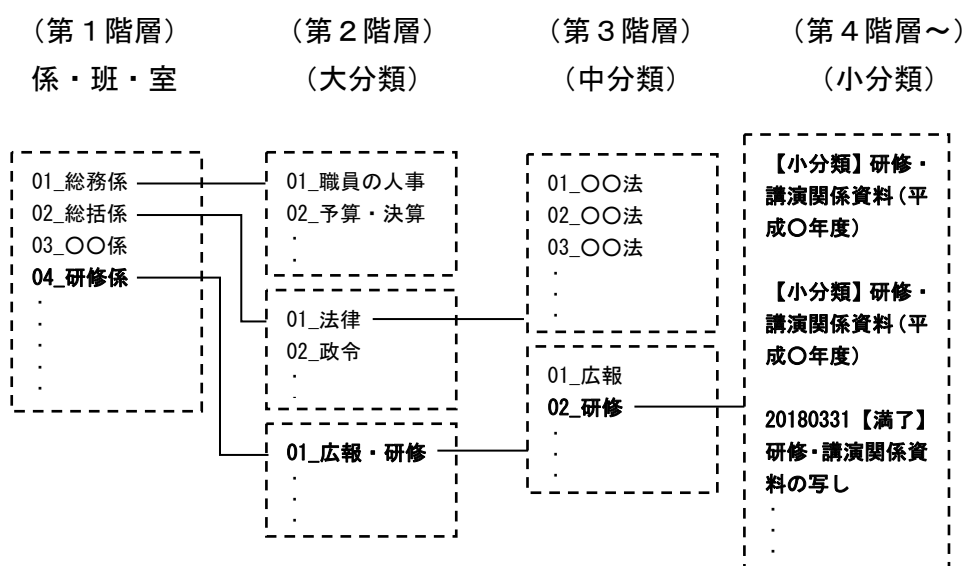 (第1階層)
係・班・室
(第2階層)
(大分類)
(第3階層)
(中分類)
(第4階層~)
(小分類)
01_総務係
02_総括係
03_〇〇係
04_研修係
・
・
・
・
01_職員の人事
02_予算・決算
・
・
01_法律
02_政令
・
・
01_広報・研修
・
・
・
01_〇〇法
02_〇〇法
03_〇〇法
・
・
・
01_広報
02_研修
・
・
・
【小分類】研修・
講演関係資料(平
成〇年度)
【小分類】研修・
講演関係資料(平
成〇年度)
20180331【満了】
研修・講演関係資
料の写し
・
・
・